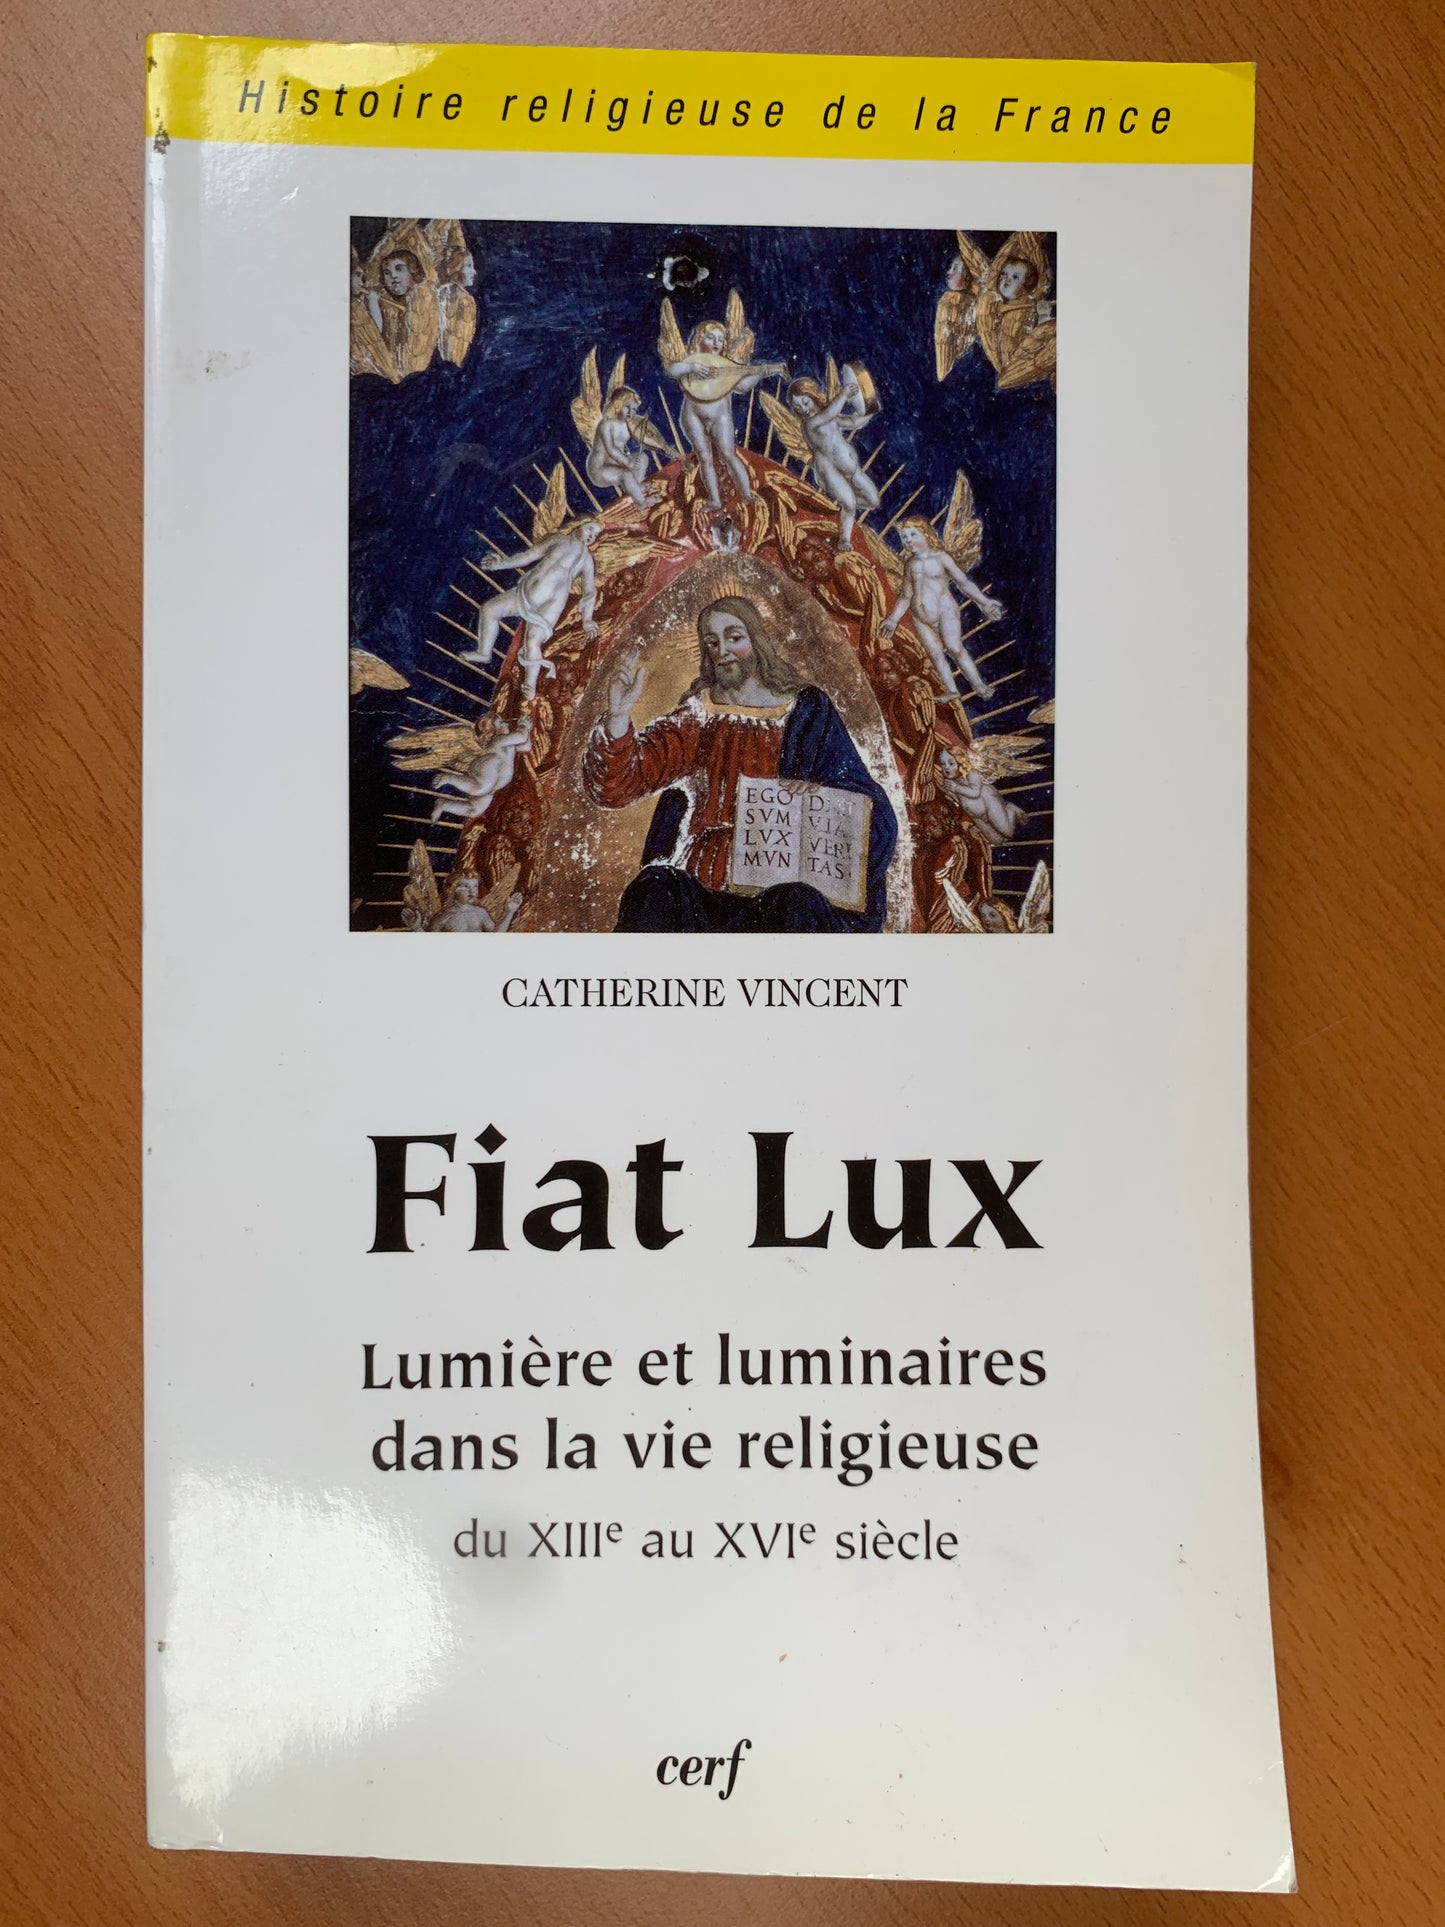 Histoire religieuse de la France
EGO
SVM
LVX
MVN
VIA
VERI
TAS
CATHERINE VINCENT
Fiat Lux
Lumière et luminaires
dans la vie religieuse
du XIIIe au XVIe siècle
cerf